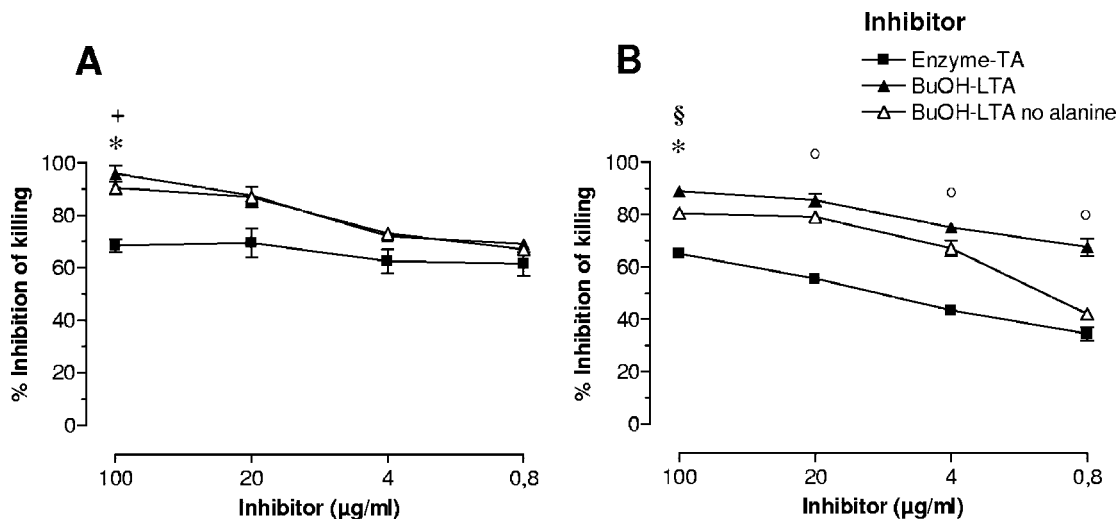 Inhibitor
Enzyme-TA
BuOH-LTA
BuOH-LTA no alanine
A
+
*
% Inhibition of killing
100
80
60
40
20
0
100
20
4
0,8
Inhibitor (µg/ml)
B
§
*
○
○
○
% Inhibition of killing
100
80
60
40
20
0
100
20
4
0,8
Inhibitor (µg/ml)